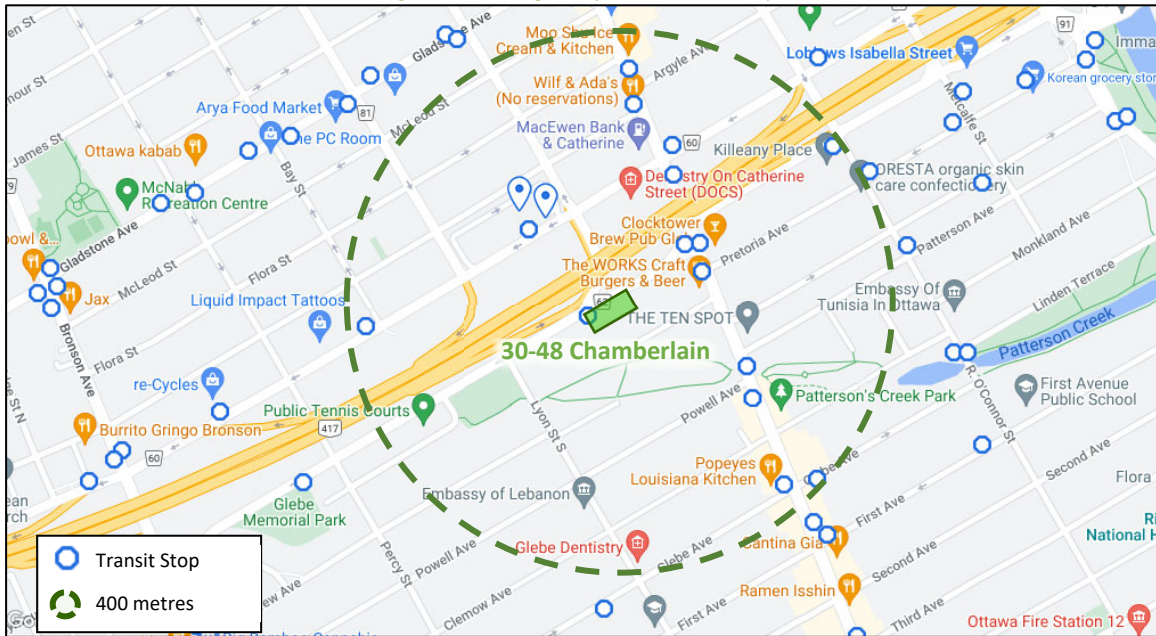 Moo Shu Ice
Cream & Kitchen
Gladstone Ave
Argyle Ave
Loblaws Isabella Street
91
Korean grocery store
Wilf & Ada's
(No reservations)
Arya Food Market
81
McLeod St
The PC Room
MacEwen Bank
& Catherine
60
Killeany Place
Metcalfe St
James St
Ottawa kabab
Bay St
McNabb
Recreation Centre
Dentistry On Catherine
Street (DOCS)
FORESTA organic skin
care confectionery
Clocktower
Brew Pub Glebe
Pretoria Ave
Patterson Ave
Monkland Ave
Gladstone Ave
McLeod St
Flora St
The WORKS Craft
Burgers & Beer
Embassy Of
Tunisia In Ottawa
Linden Terrace
Jax
Liquid Impact Tattoos
THE TEN SPOT
Patterson Creek
Bronson Ave
Flora St
30-48 Chamberlain
re-Cycles
First Avenue
Public School
Public Tennis Courts
Powell Ave
Patterson's Creek Park
R. O'Connor St
417
Burrito Gringo Bronson
60
Lyon St S
Popeyes
Louisiana Kitchen
Glebe Ave
Second Ave
Embassy of Lebanon
Flora
Glebe
Memorial Park
First Ave
National H
Percy St
Powell Ave
Glebe Dentistry
Glebe Ave
Cantina Gia
Second Ave
Transit Stop
400 metres
Clemow Ave
First Ave
Ramen Isshin
Third Ave
Ottawa Fire Station 12